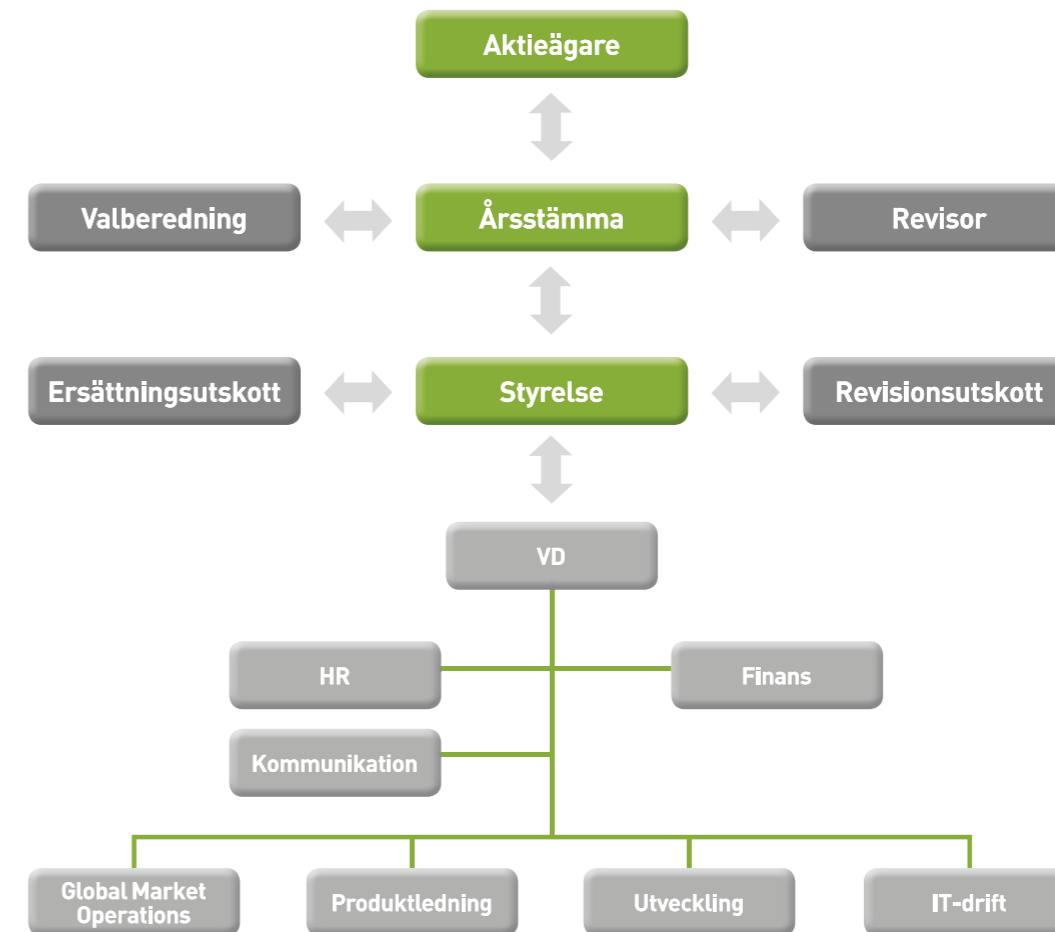 Aktieägare
Valberedning
Årsstämma
Revisor
Ersättningsutskott
Styrelse
Revisionsutskott
VD
HR
Finans
Kommunikation
Global Market
Operations
Produktledning
Utveckling
IT-drift